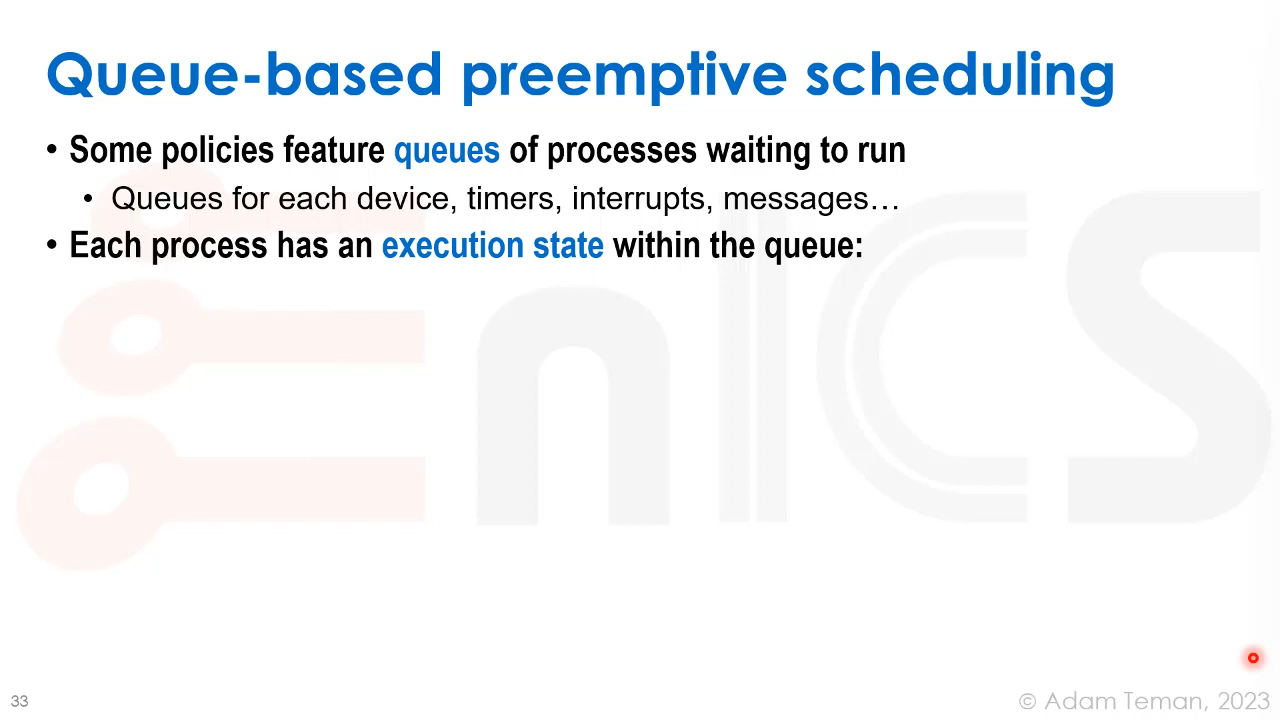 Queue-based preemptive scheduling
• Some policies feature queues of processes waiting to run
• Queues for each device, timers, interrupts, messages…
• Each process has an execution state within the queue:
enICS
33
© Adam Teman, 2023